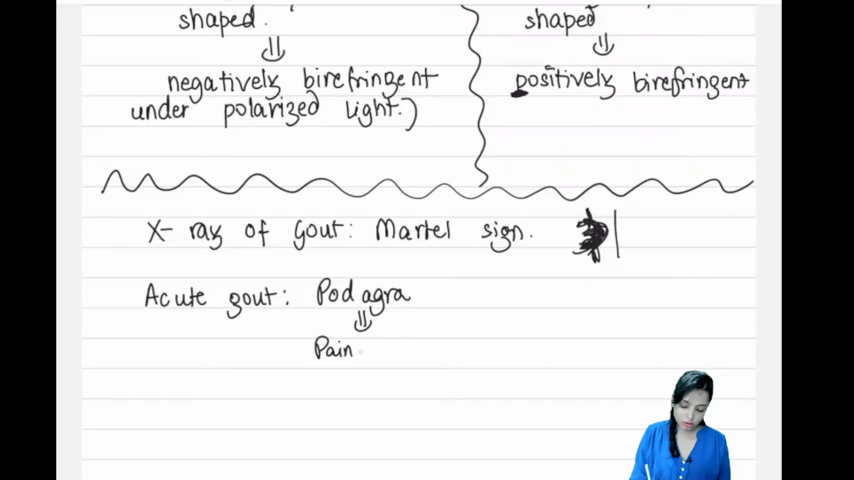 shaped.
negatively birefringent
under polarized light.)
shaped
positively birefringent
X-ray of Gout: Martel sign.
Acute gout: Podagra
Pain